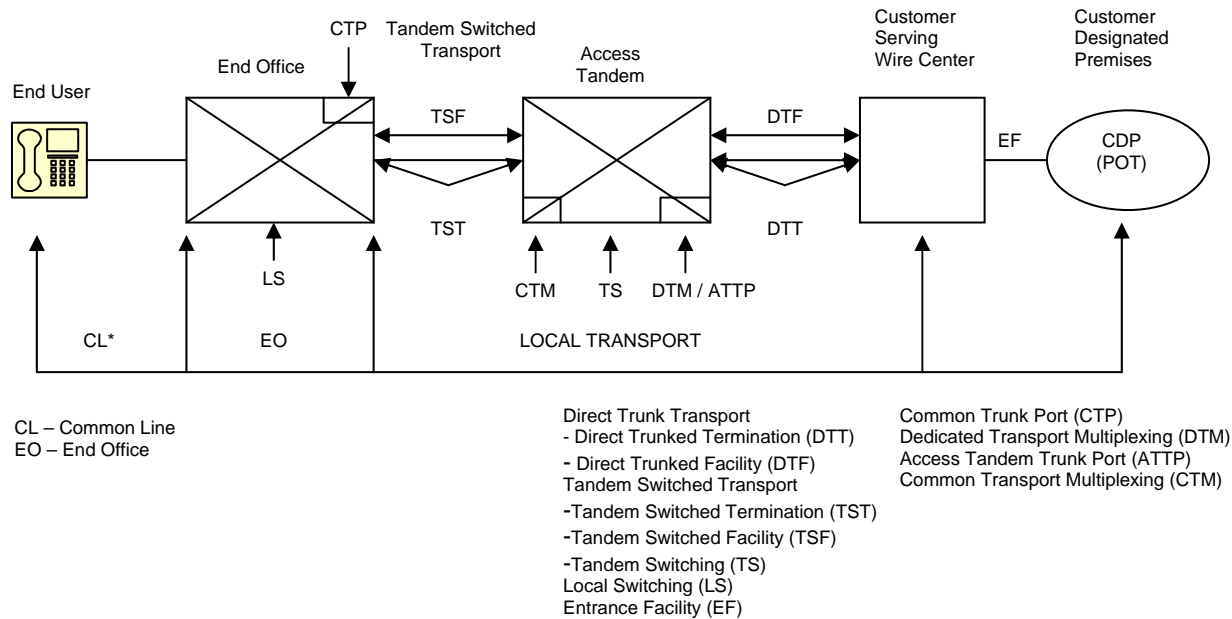 CTP
Tandem Switched
Transport
End Office
End User
Access
Tandem
Customer
Serving
Wire Center
Customer
Designated
Premises
TSF
DTF
EF
CDP
(POT)
TST
DTT
LS
CTM
TS
DTM / ATTP
CL*
EO
LOCAL TRANSPORT
CL – Common Line
EO – End Office
Direct Trunk Transport
- Direct Trunked Termination (DTT)
- Direct Trunked Facility (DTF)
Tandem Switched Transport
-Tandem Switched Termination (TST)
-Tandem Switched Facility (TSF)
-Tandem Switching (TS)
Local Switching (LS)
Entrance Facility (EF)
Common Trunk Port (CTP)
Dedicated Transport Multiplexing (DTM)
Access Tandem Trunk Port (ATTP)
Common Transport Multiplexing (CTM)